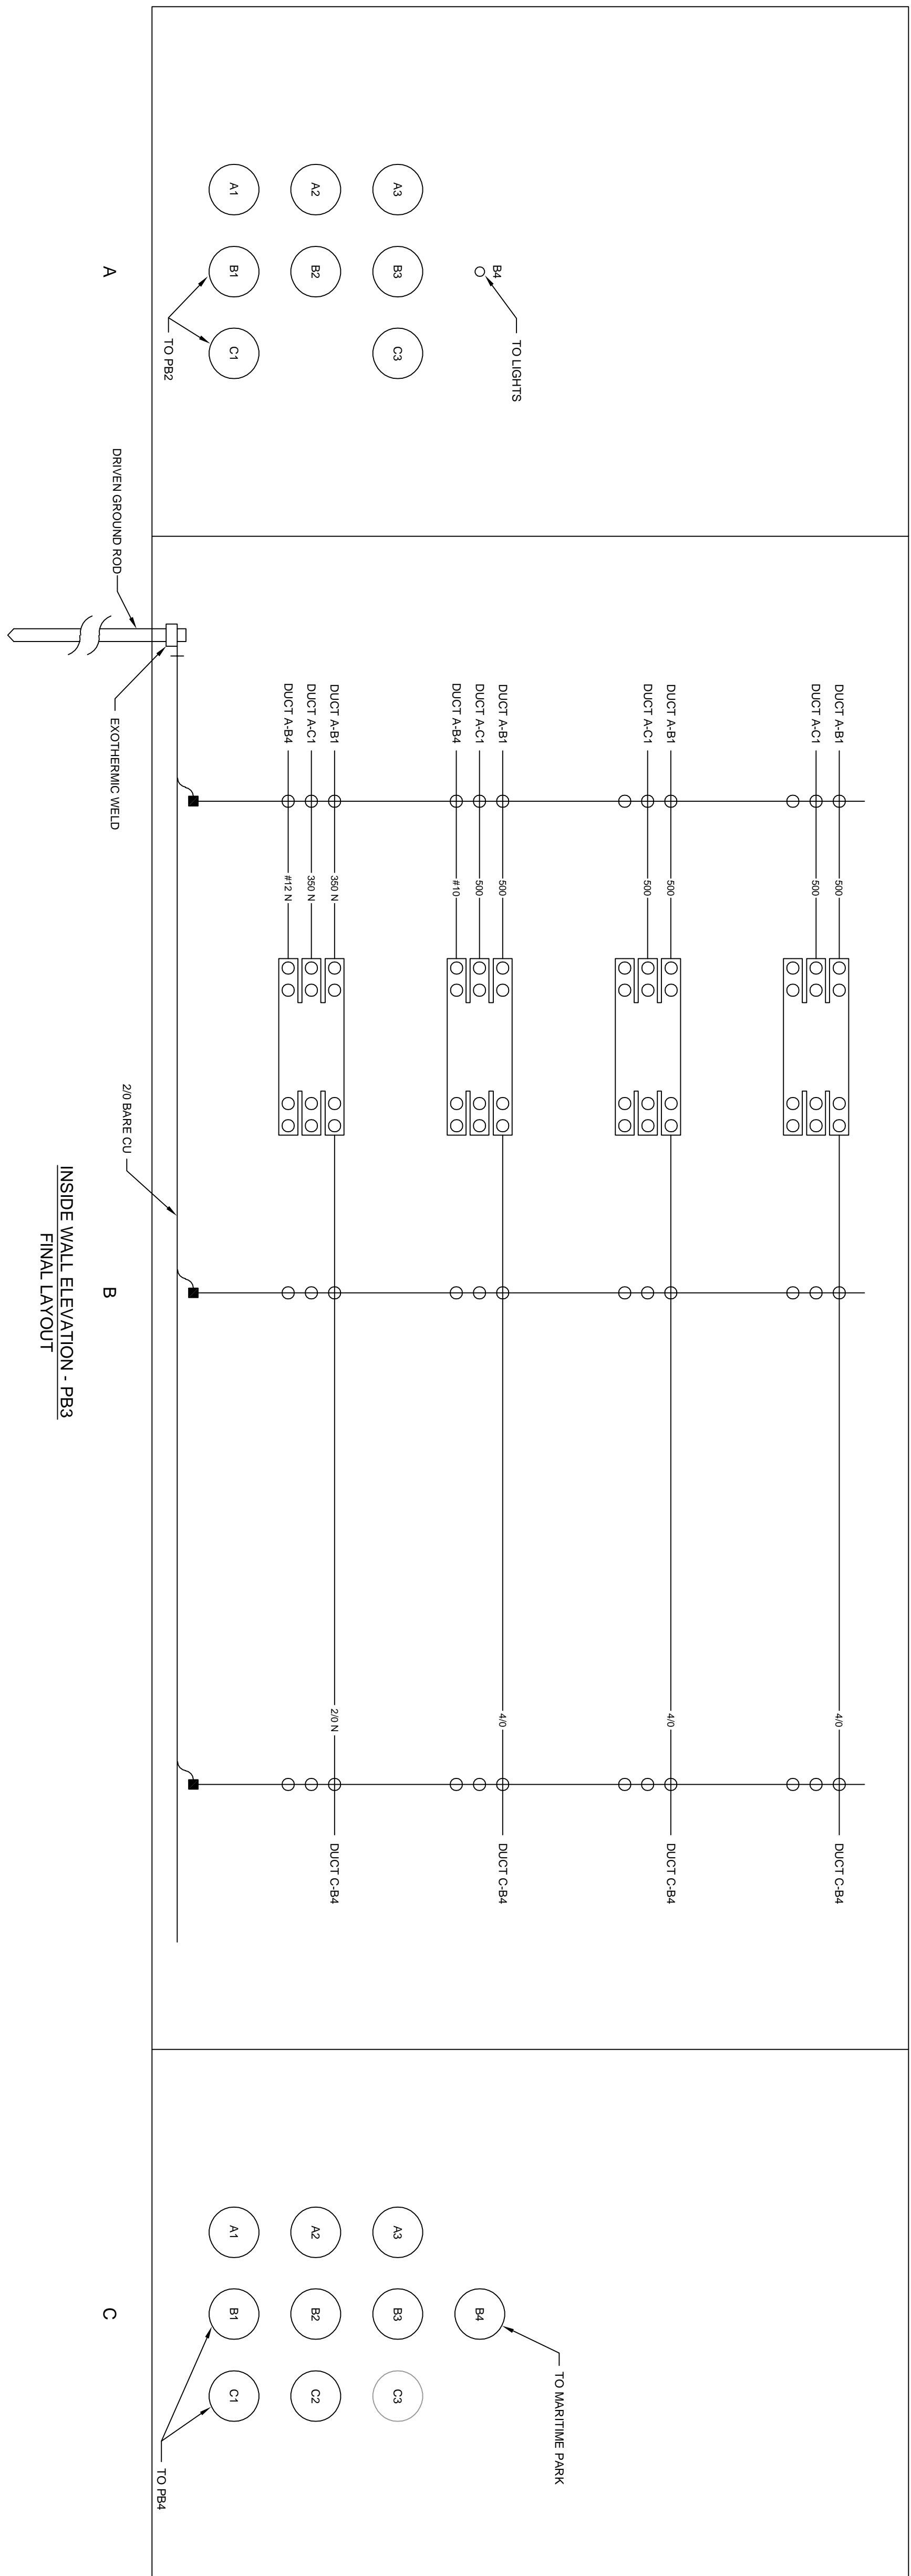 B4
TO LIGHTS
A3 B3 C3
A2 B2
A1 B1 C1
TO PB2
A
DUCT A-B1 500 4/0 DUCT C-B4
DUCT A-C1 500
DUCT A-B1 500 4/0 DUCT C-B4
DUCT A-C1 500
DUCT A-B1 500 4/0 DUCT C-B4
DUCT A-C1 500
DUCT A-B4 #10
DUCT A-B1 350 N 2/0 N DUCT C-B4
DUCT A-C1 350 N
DUCT A-B4 #12 N
DRIVEN GROUND ROD
EXOTHERMIC WELD
2/0 BARE CU
B
TO MARITIME PARK
B4
A3 B3 C3
A2 B2 C2
A1 B1 C1
TO PB4
C
INSIDE WALL ELEVATION - PB3
FINAL LAYOUT